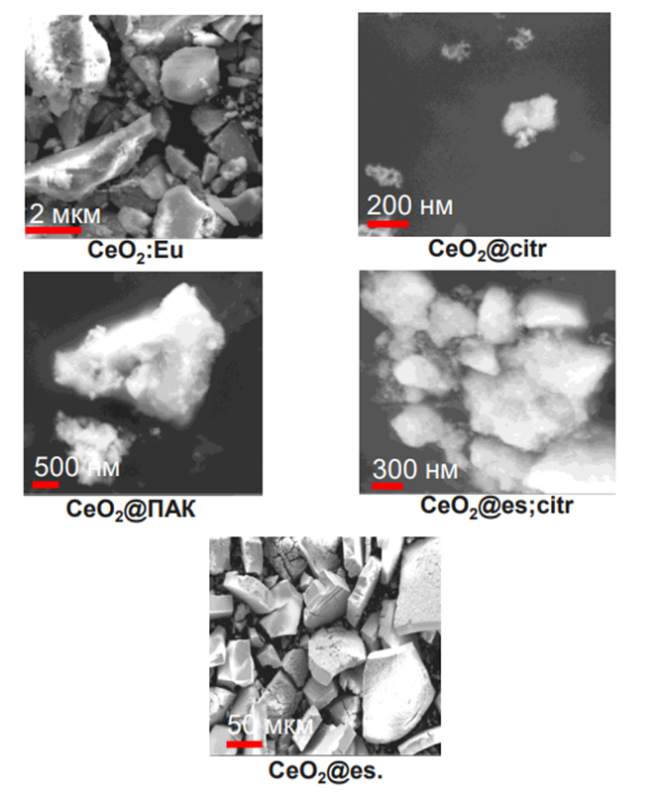 2 мкм
CeO₂:Eu
200 нм
CeO₂@citr
500 нм
CeO₂@ПАК
300 нм
CeO₂@es;citr
50 мкм
CeO₂@es.